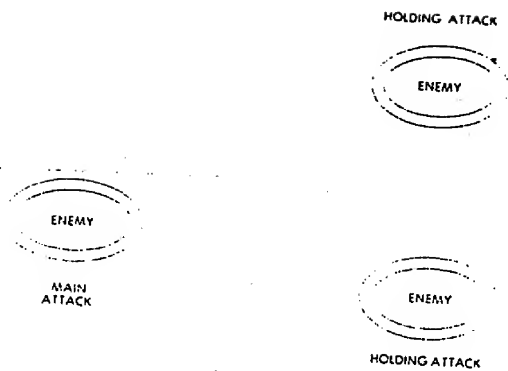 HOLDING ATTACK
ENEMY
ENEMY
MAIN
ATTACK
ENEMY
HOLDING ATTACK